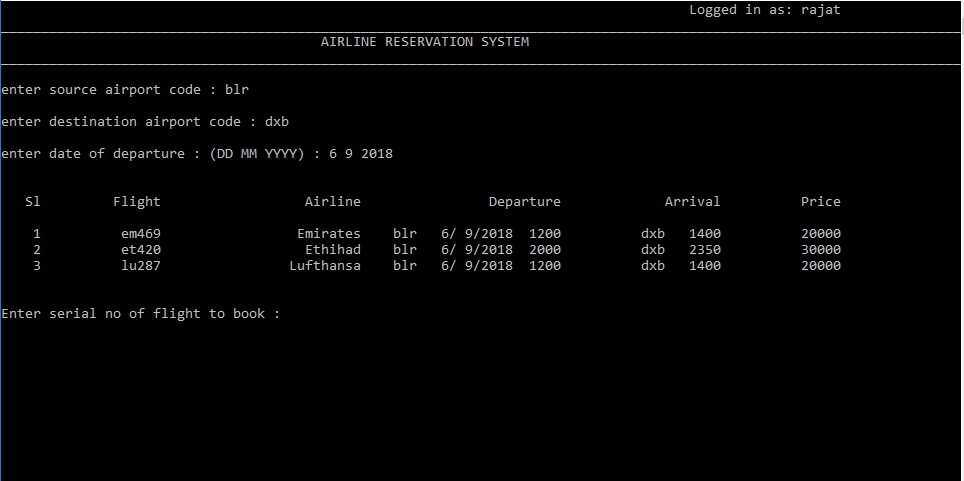 Logged in as: rajat
AIRLINE RESERVATION SYSTEM
enter source airport code : blr
enter destination airport code : dxb
enter date of departure : (DD MM YYYY) : 6 9 2018
Sl Flight Airline Departure Arrival Price
1 em469 Emirates blr 6/ 9/2018 1200 dxb 1400 20000
2 et420 Ethihad blr 6/ 9/2018 2000 dxb 2350 30000
3 lu287 Lufthansa blr 6/ 9/2018 1200 dxb 1400 20000
Enter serial no of flight to book :